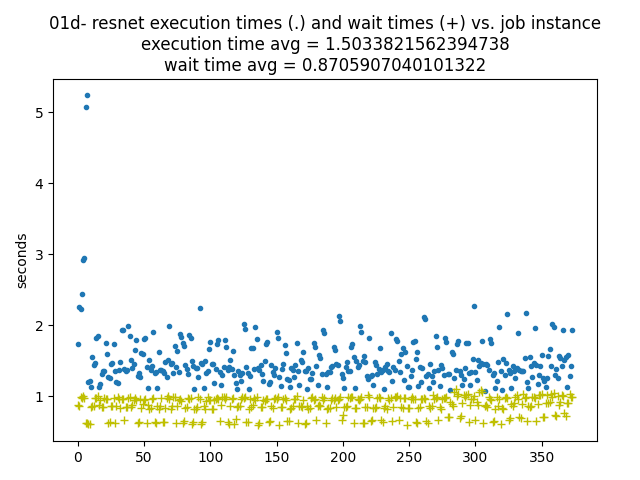 01d- resnet execution times (.) and wait times (+) vs. job instance
execution time avg = 1.5033821562394738
wait time avg = 0.8705907040101322
5
4
3
2
1
seconds
0 50 100 150 200 250 300 350